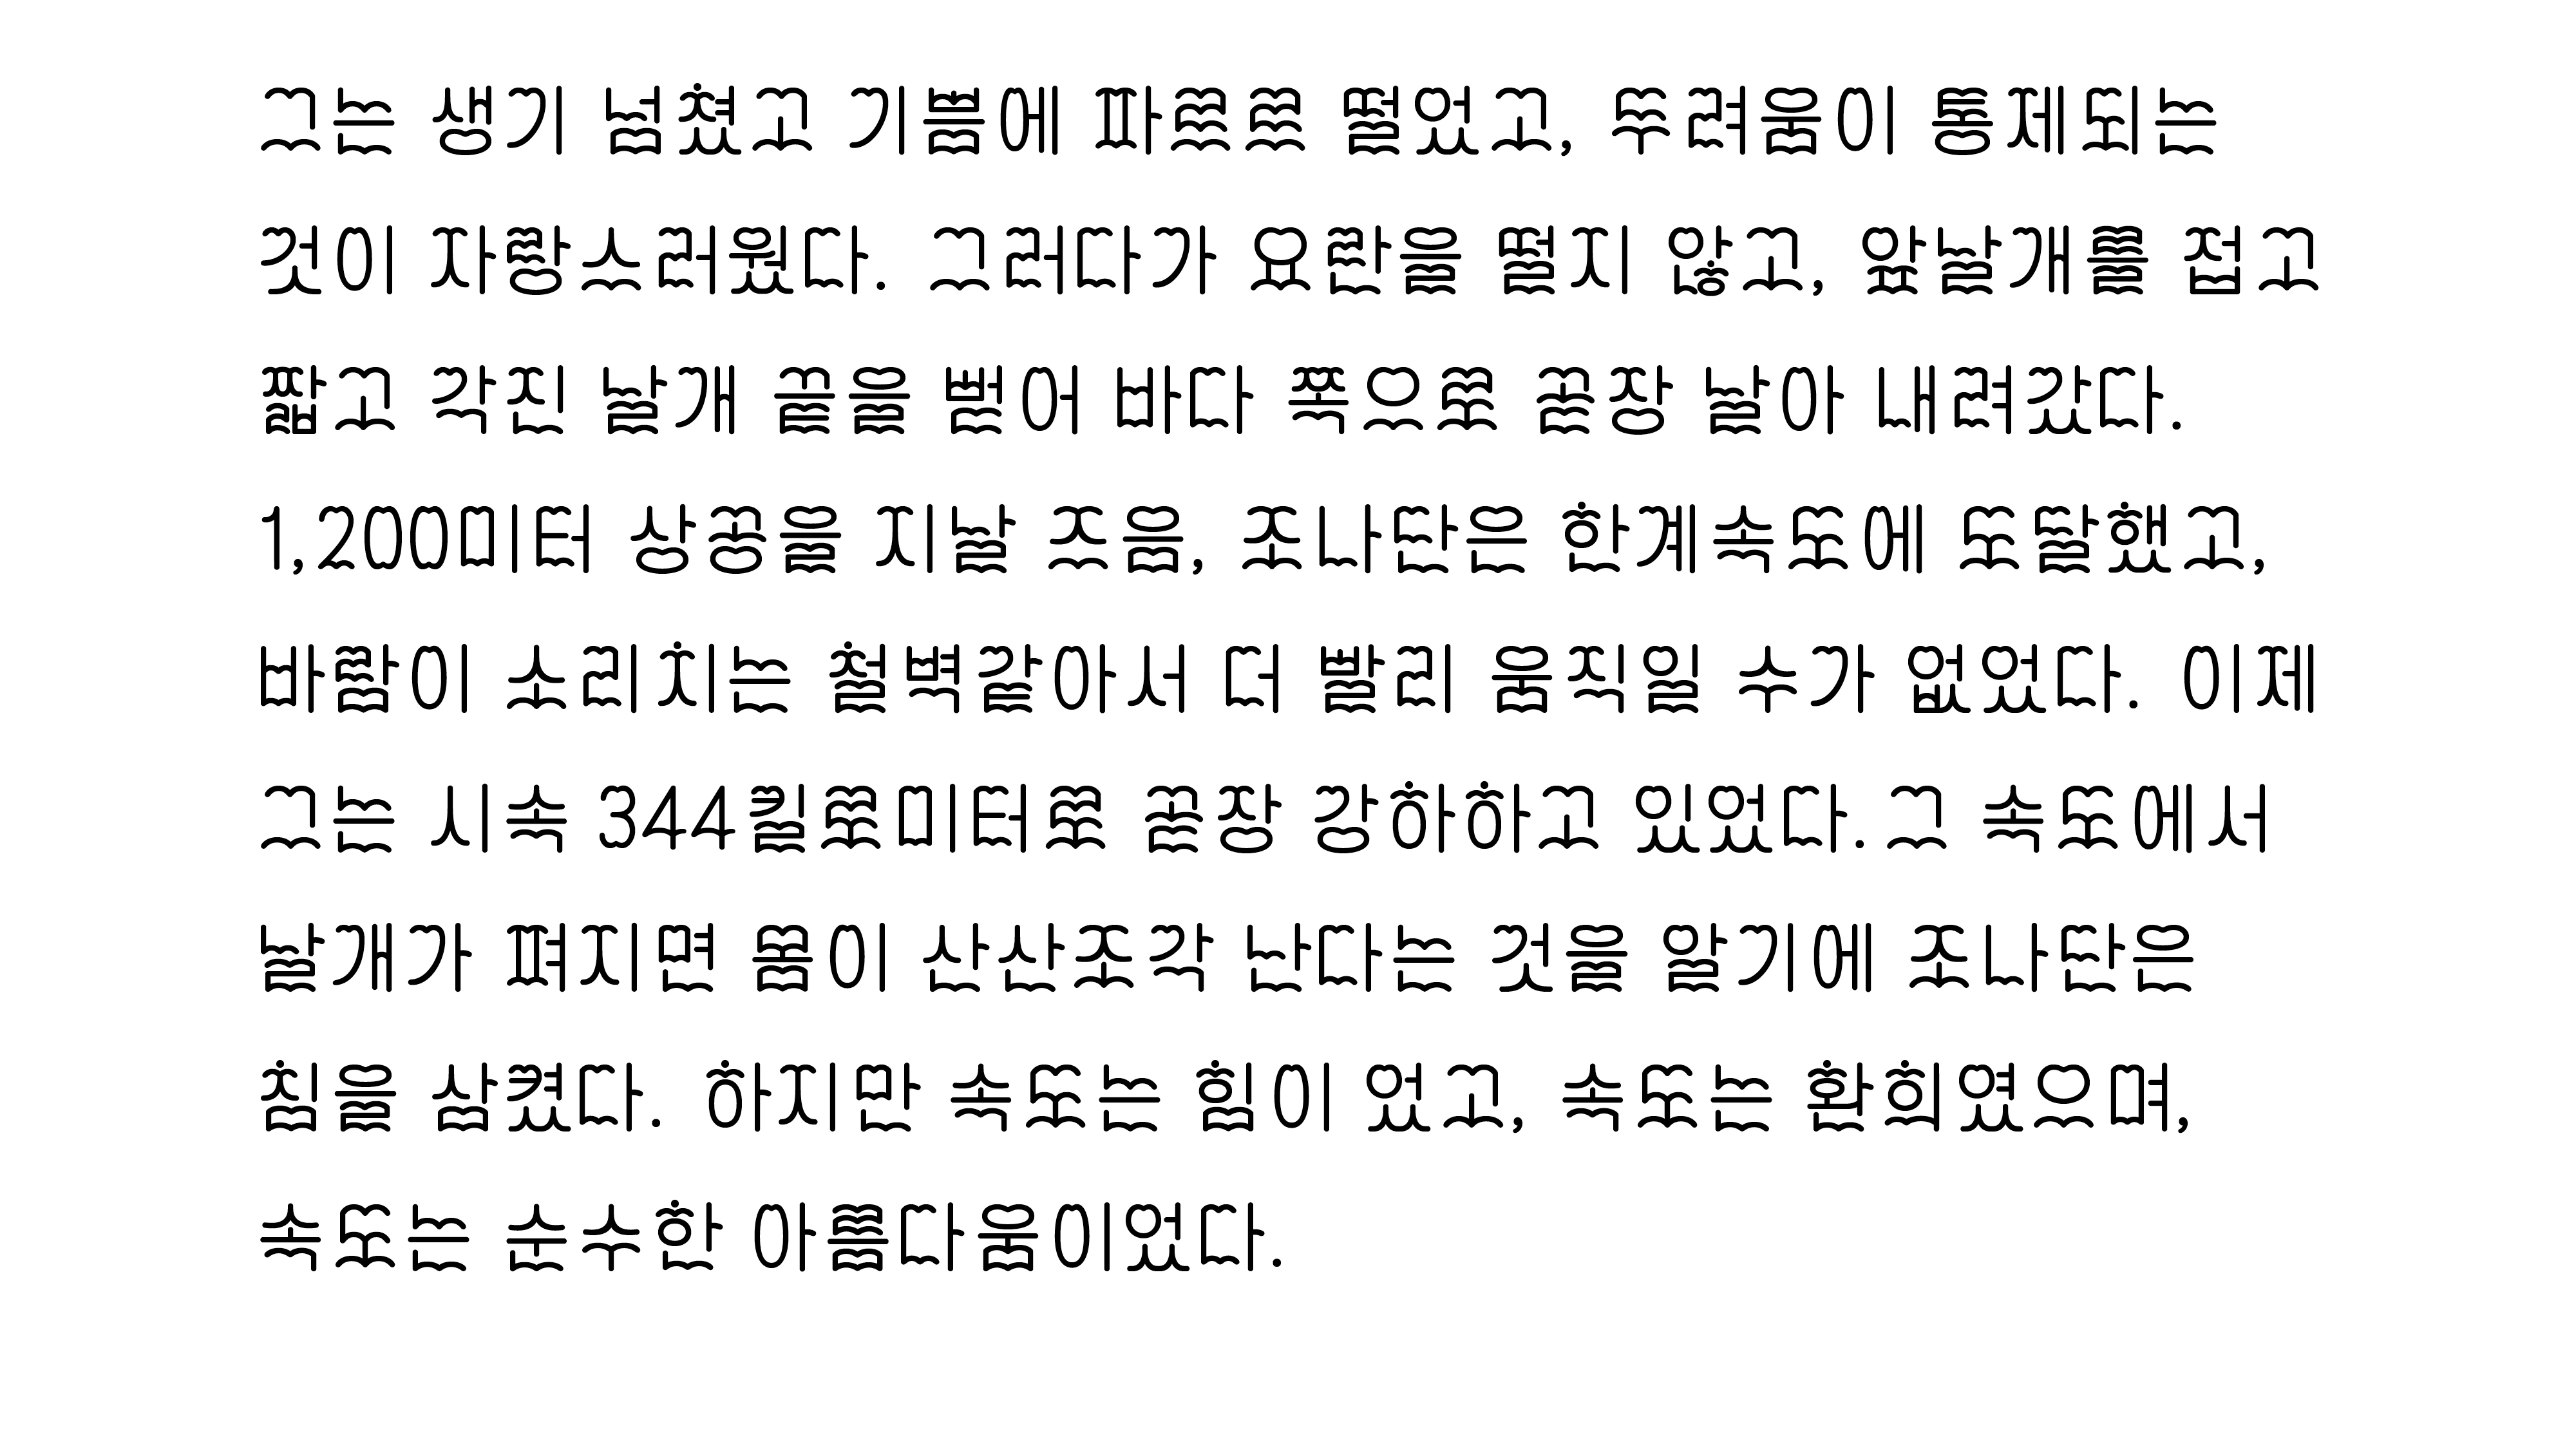 그는 생기 넘쳤고 기쁨에 파르르 떨었고, 두려움이 통제되는
것이 자랑스러웠다. 그러다가 요란을 떨지 않고, 앞날개를 접고
짧고 각진 날개 끝을 뻗어 바다 쪽으로 곧장 날아 내려갔다.
1,200미터 상공을 지날 즈음, 조나단은 한계속도에 도달했고,
바람이 소리치는 철벽같아서 더 빨리 움직일 수가 없었다. 이제
그는 시속 344킬로미터로 곧장 강하하고 있었다.그 속도에서
날개가 펴지면 몸이 산산조각 난다는 것을 알기에 조나단은
침을 삼켰다. 하지만 속도는 힘이 었고, 속도는 환희였으며,
속도는 순수한 아름다움이었다.